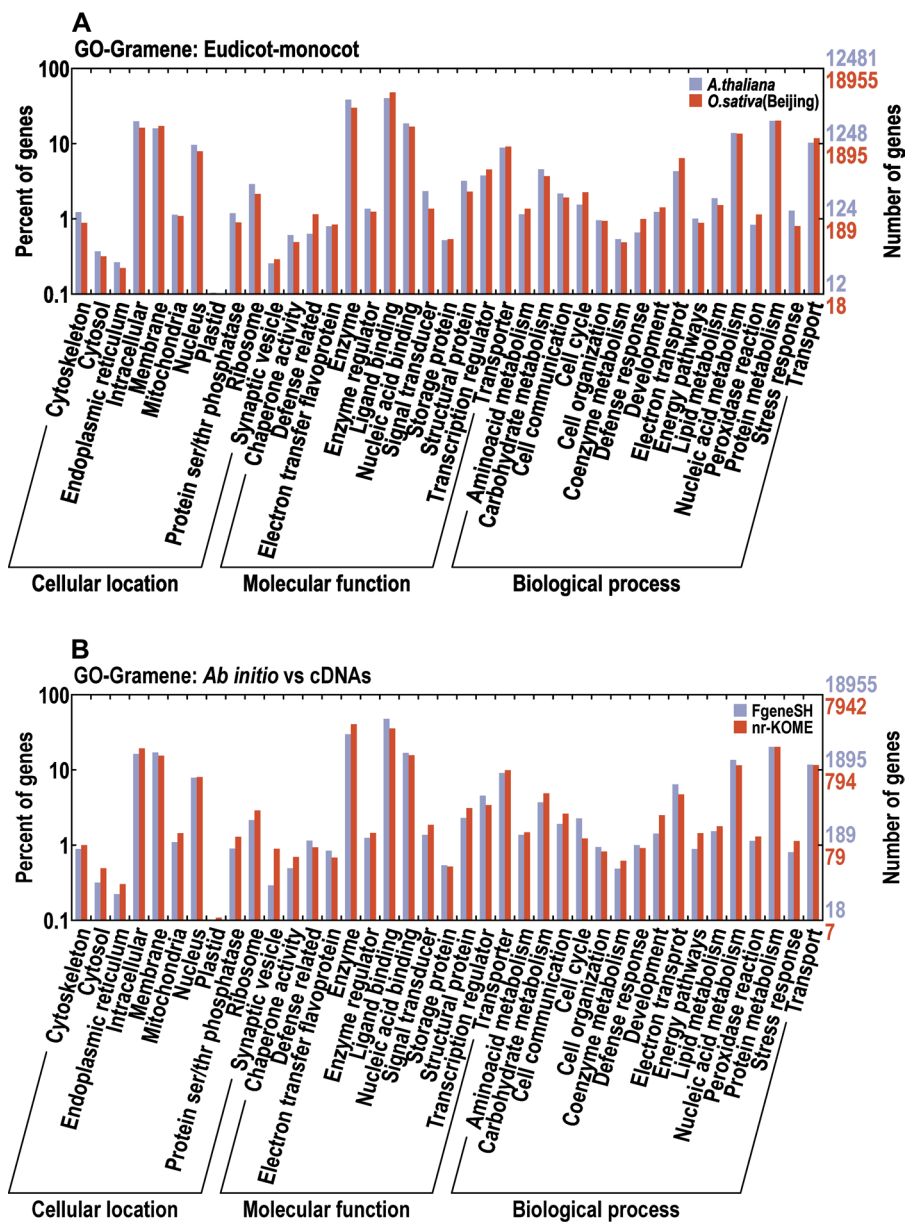 A
GO-Gramene: Eudicot-monocot
100
10
1
0.1
Percent of genes
A.thaliana
O.sativa(Beijing)
12481
18955
1248
1895
124
189
12
18
Number of genes
Cytoskeleton
Cytosol
Endoplasmic reticulum
Intracellular
Membrane
Mitochondria
Nucleus
Plastid
Protein ser/thr phosphatase
Ribosome
Synaptic vesicle
Chaperone activity
Defense related
Electron transfer flavoprotein
Enzyme
Enzyme regulator
Ligand binding
Nucleic acid binding
Signal transducer
Storage protein
Structural protein
Transcription regulator
Transporter
Aminoacid metabolism
Carbohydrate metabolism
Cell communication
Cell cycle
Cell organization
Coenzyme metabolism
Defense response
Development
Electron transprot
Energy pathways
Lipid metabolism
Nucleic acid metabolism
Peroxidase reaction
Protein metabolism
Stress response
Transport
Cellular location
Molecular function
Biological process
B
GO-Gramene: Ab initio vs cDNAs
100
10
1
0.1
Percent of genes
FgeneSH
nr-KOME
18955
7942
1895
794
189
79
18
7
Number of genes
Cytoskeleton
Cytosol
Endoplasmic reticulum
Intracellular
Membrane
Mitochondria
Nucleus
Plastid
Protein ser/thr phosphatase
Ribosome
Synaptic vesicle
Chaperone activity
Defense related
Electron transfer flavoprotein
Enzyme
Enzyme regulator
Ligand binding
Nucleic acid binding
Signal transducer
Storage protein
Structural protein
Transcription regulator
Transporter
Aminoacid metabolism
Carbohydrate metabolism
Cell communication
Cell cycle
Cell organization
Coenzyme metabolism
Defense response
Development
Electron transprot
Energy pathways
Lipid metabolism
Nucleic acid metabolism
Peroxidase reaction
Protein metabolism
Stress response
Transport
Cellular location
Molecular function
Biological process